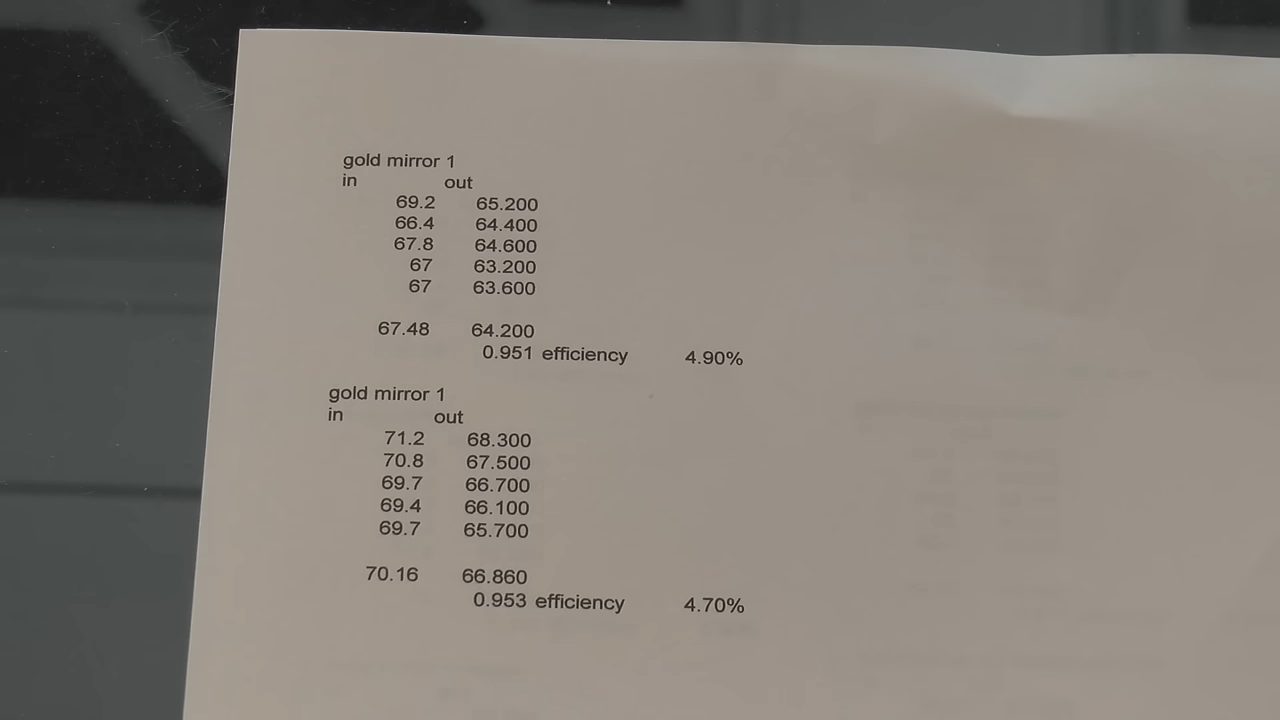 gold mirror 1
in out
69.2 65.200
66.4 64.400
67.8 64.600
67 63.200
67 63.600
67.48 64.200
0.951 efficiency 4.90%
gold mirror 1
in out
71.2 68.300
70.8 67.500
69.7 66.700
69.4 66.100
69.7 65.700
70.16 66.860
0.953 efficiency 4.70%